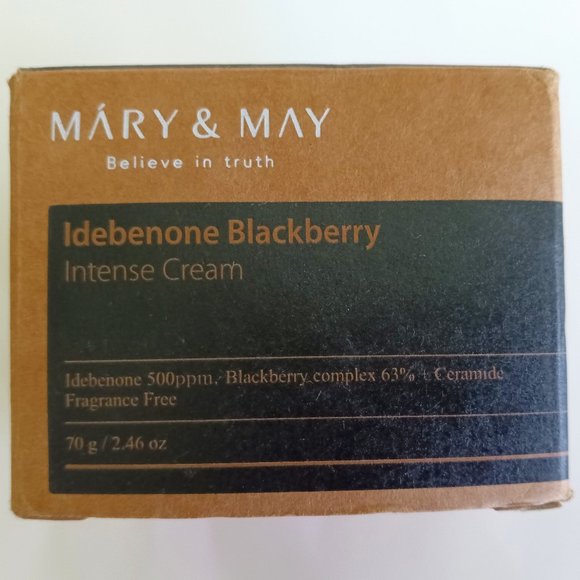 MÁRY & MAY
Believe in truth
Idebenone Blackberry
Intense Cream
Idebenone 500ppm, Blackberry complex 63% + Ceramide
Fragrance Free
70 g / 2.46 oz